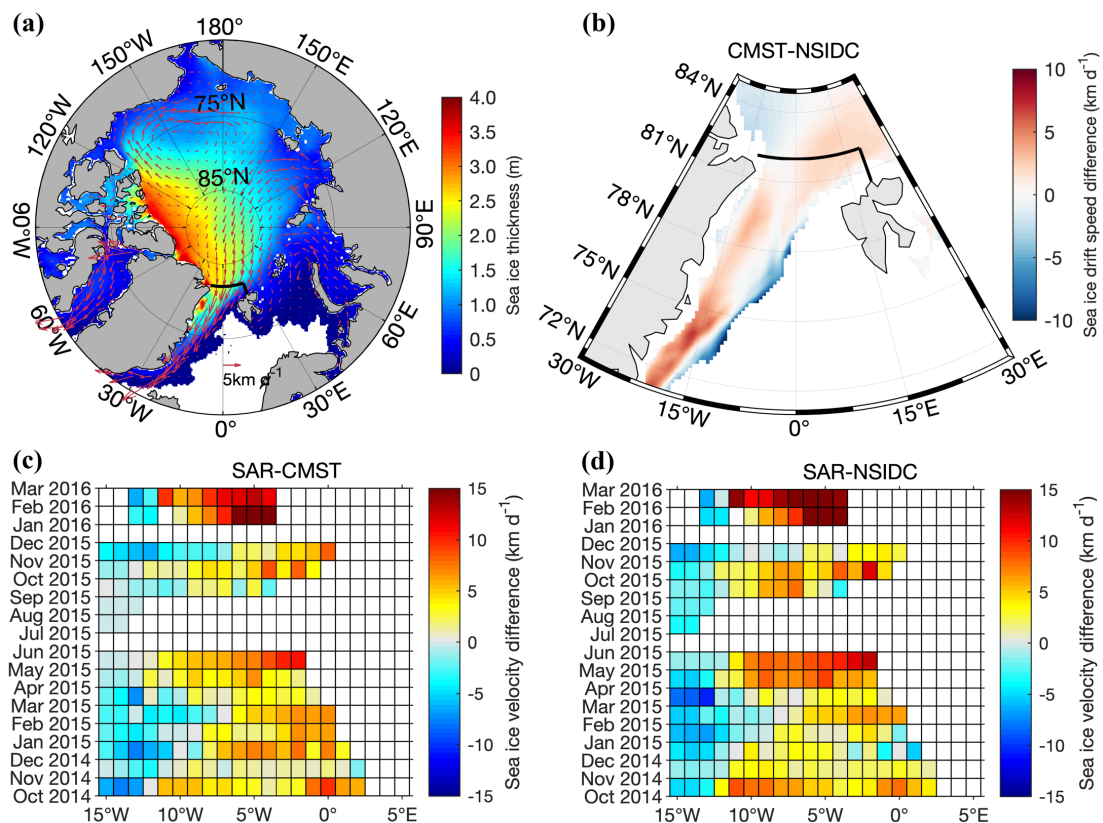 (a)
180°
150°W
150°E
120°W
120°E
75°N
85°N
90°W
90°E
60°W
60°E
30°W
30°E
0°
5km d⁻¹
4.0
3.5
3.0
2.5
2.0
1.5
1.0
0.5
0
Sea ice thickness (m)
(b)
CMST-NSIDC
84°N
81°N
78°N
75°N
72°N
30°W
15°W
0°
15°E
30°E
10
5
0
-5
-10
Sea ice drift speed difference (km d⁻¹)
(c)
SAR-CMST
Mar 2016
Feb 2016
Jan 2016
Dec 2015
Nov 2015
Oct 2015
Sep 2015
Aug 2015
Jul 2015
Jun 2015
May 2015
Apr 2015
Mar 2015
Feb 2015
Jan 2015
Dec 2014
Nov 2014
Oct 2014
15°W
10°W
5°W
0°
5°E
15
10
5
0
-5
-10
-15
Sea ice velocity difference (km d⁻¹)
(d)
SAR-NSIDC
Mar 2016
Feb 2016
Jan 2016
Dec 2015
Nov 2015
Oct 2015
Sep 2015
Aug 2015
Jul 2015
Jun 2015
May 2015
Apr 2015
Mar 2015
Feb 2015
Jan 2015
Dec 2014
Nov 2014
Oct 2014
15°W
10°W
5°W
0°
5°E
15
10
5
0
-5
-10
-15
Sea ice velocity difference (km d⁻¹)